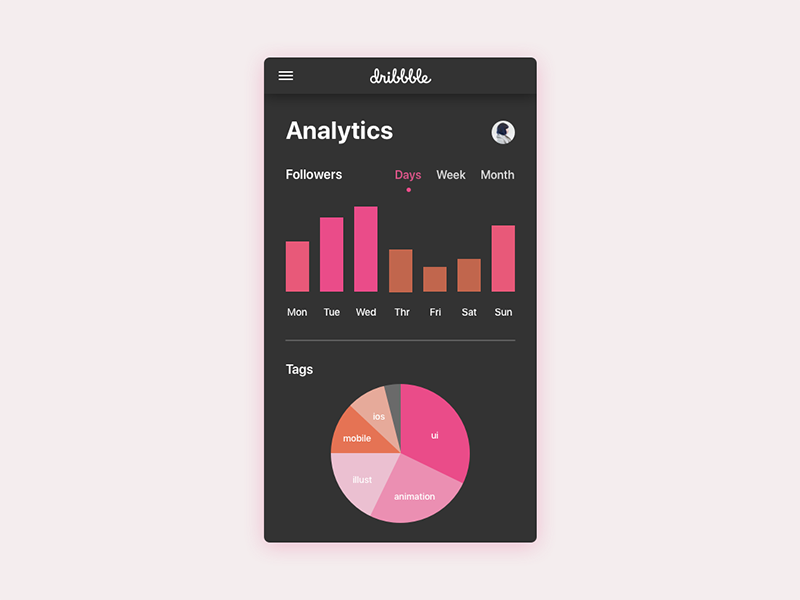 dribbble
Analytics
Followers Days Week Month
Mon Tue Wed Thr Fri Sat Sun
Tags
ios
ui
mobile
illust
animation